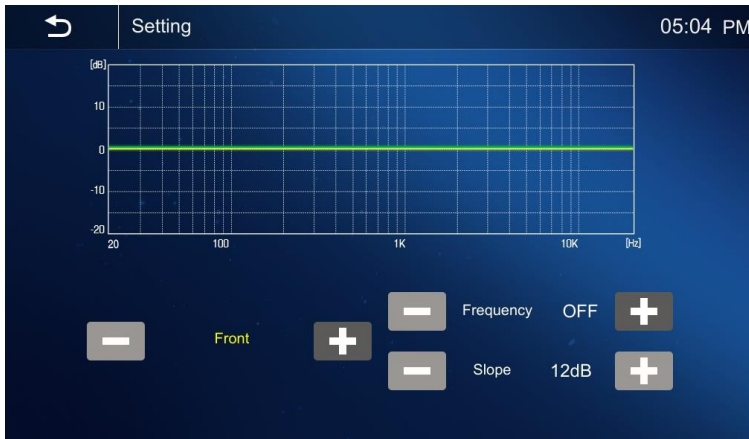 Setting
05:04 PM
[dB]
10
0
-10
-20
20 100 1K 10K [Hz]
Front
Frequency OFF
Slope 12dB